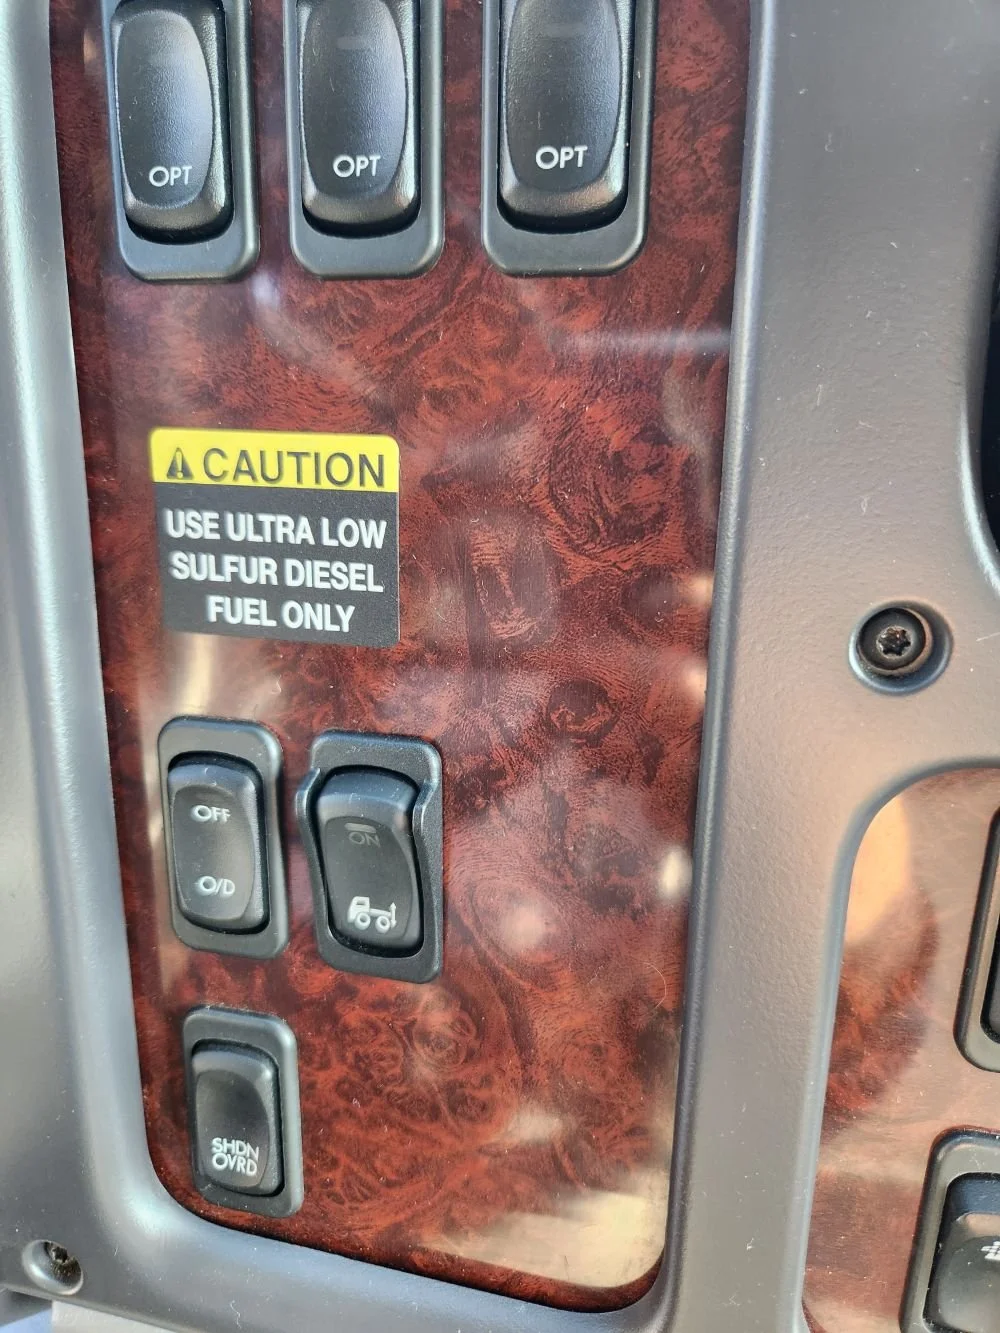 OPT
OPT
OPT
CAUTION
USE ULTRA LOW
SULFUR DIESEL
FUEL ONLY
OFF
O/D
ON
SHDN
OVRD